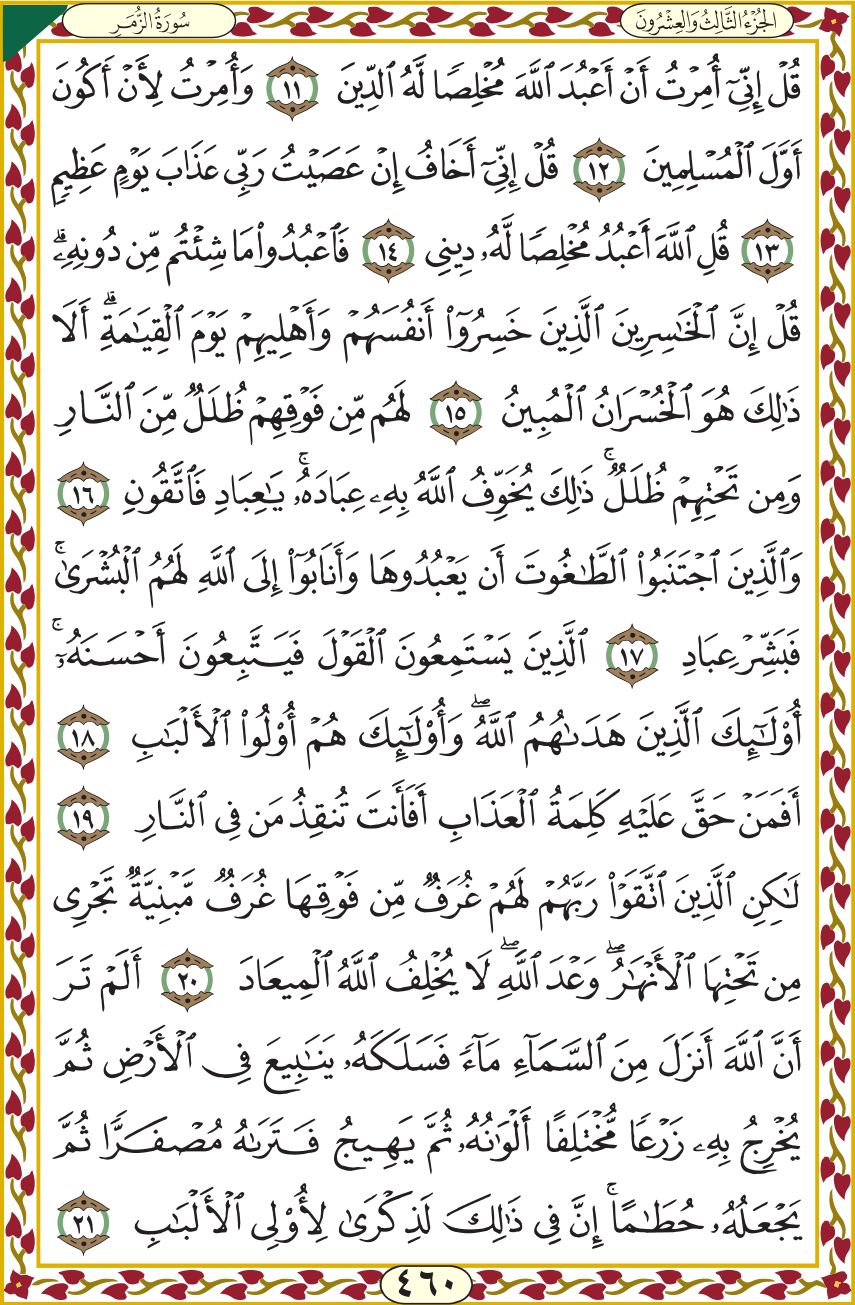 الجُزْءُ الثَّالِثُ وَالعِشْرُونَ
سُورَةُ الزُّمَرِ
قُلْ إِنِّيٓ أُمِرْتُ أَنْ أَعْبُدَ ٱللَّهَ مُخْلِصًا لَّهُ ٱلدِّينَ ١١ وَأُمِرْتُ لِأَنْ أَكُونَ
أَوَّلَ ٱلْمُسْلِمِينَ ١٢ قُلْ إِنِّيٓ أَخَافُ إِنْ عَصَيْتُ رَبِّي عَذَابَ يَوْمٍ عَظِيمٍ
١٣ قُلِ ٱللَّهَ أَعْبُدُ مُخْلِصًا لَّهُۥ دِينِي ١٤ فَٱعْبُدُوا۟ مَا شِئْتُم مِّن دُونِهِۦۗ
قُلْ إِنَّ ٱلْخَٰسِرِينَ ٱلَّذِينَ خَسِرُوٓا۟ أَنفُسَهُمْ وَأَهْلِيهِمْ يَوْمَ ٱلْقِيَٰمَةِۗ أَلَا
ذَٰلِكَ هُوَ ٱلْخُسْرَانُ ٱلْمُبِينُ ١٥ لَهُم مِّن فَوْقِهِمْ ظُلَلٌ مِّنَ ٱلنَّارِ
وَمِن تَحْتِهِمْ ظُلَلٌۚ ذَٰلِكَ يُخَوِّفُ ٱللَّهُ بِهِۦ عِبَادَهُۥۚ يَٰعِبَادِ فَٱتَّقُونِ ١٦
وَٱلَّذِينَ ٱجْتَنَبُوا۟ ٱلطَّٰغُوتَ أَن يَعْبُدُوهَا وَأَنَابُوٓا۟ إِلَى ٱللَّهِ لَهُمُ ٱلْبُشْرَىٰۚ
فَبَشِّرْ عِبَادِ ١٧ ٱلَّذِينَ يَسْتَمِعُونَ ٱلْقَوْلَ فَيَتَّبِعُونَ أَحْسَنَهُۥٓۚ
أُو۟لَٰٓئِكَ ٱلَّذِينَ هَدَىٰهُمُ ٱللَّهُۖ وَأُو۟لَٰٓئِكَ هُمْ أُو۟لُوا۟ ٱلْأَلْبَٰبِ ١٨
أَفَمَنْ حَقَّ عَلَيْهِ كَلِمَةُ ٱلْعَذَابِ أَفَأَنتَ تُنقِذُ مَن فِي ٱلنَّارِ ١٩
لَٰكِنِ ٱلَّذِينَ ٱتَّقَوْا۟ رَبَّهُمْ لَهُمْ غُرَفٌ مِّن فَوْقِهَا غُرَفٌ مَّبْنِيَّةٌ تَجْرِي
مِن تَحْتِهَا ٱلْأَنْهَٰرُۖ وَعْدَ ٱللَّهِۖ لَا يُخْلِفُ ٱللَّهُ ٱلْمِيعَادَ ٢٠ أَلَمْ تَرَ
أَنَّ ٱللَّهَ أَنزَلَ مِنَ ٱلسَّمَآءِ مَآءً فَسَلَكَهُۥ يَنَٰبِيعَ فِي ٱلْأَرْضِ ثُمَّ
يُخْرِجُ بِهِۦ زَرْعًا مُّخْتَلِفًا أَلْوَٰنُهُۥ ثُمَّ يَهِيجُ فَتَرَىٰهُ مُصْفَرًّا ثُمَّ
يَجْعَلُهُۥ حُطَٰمًاۚ إِنَّ فِي ذَٰلِكَ لَذِكْرَىٰ لِأُو۟لِي ٱلْأَلْبَٰبِ ٢١
٤٦٠